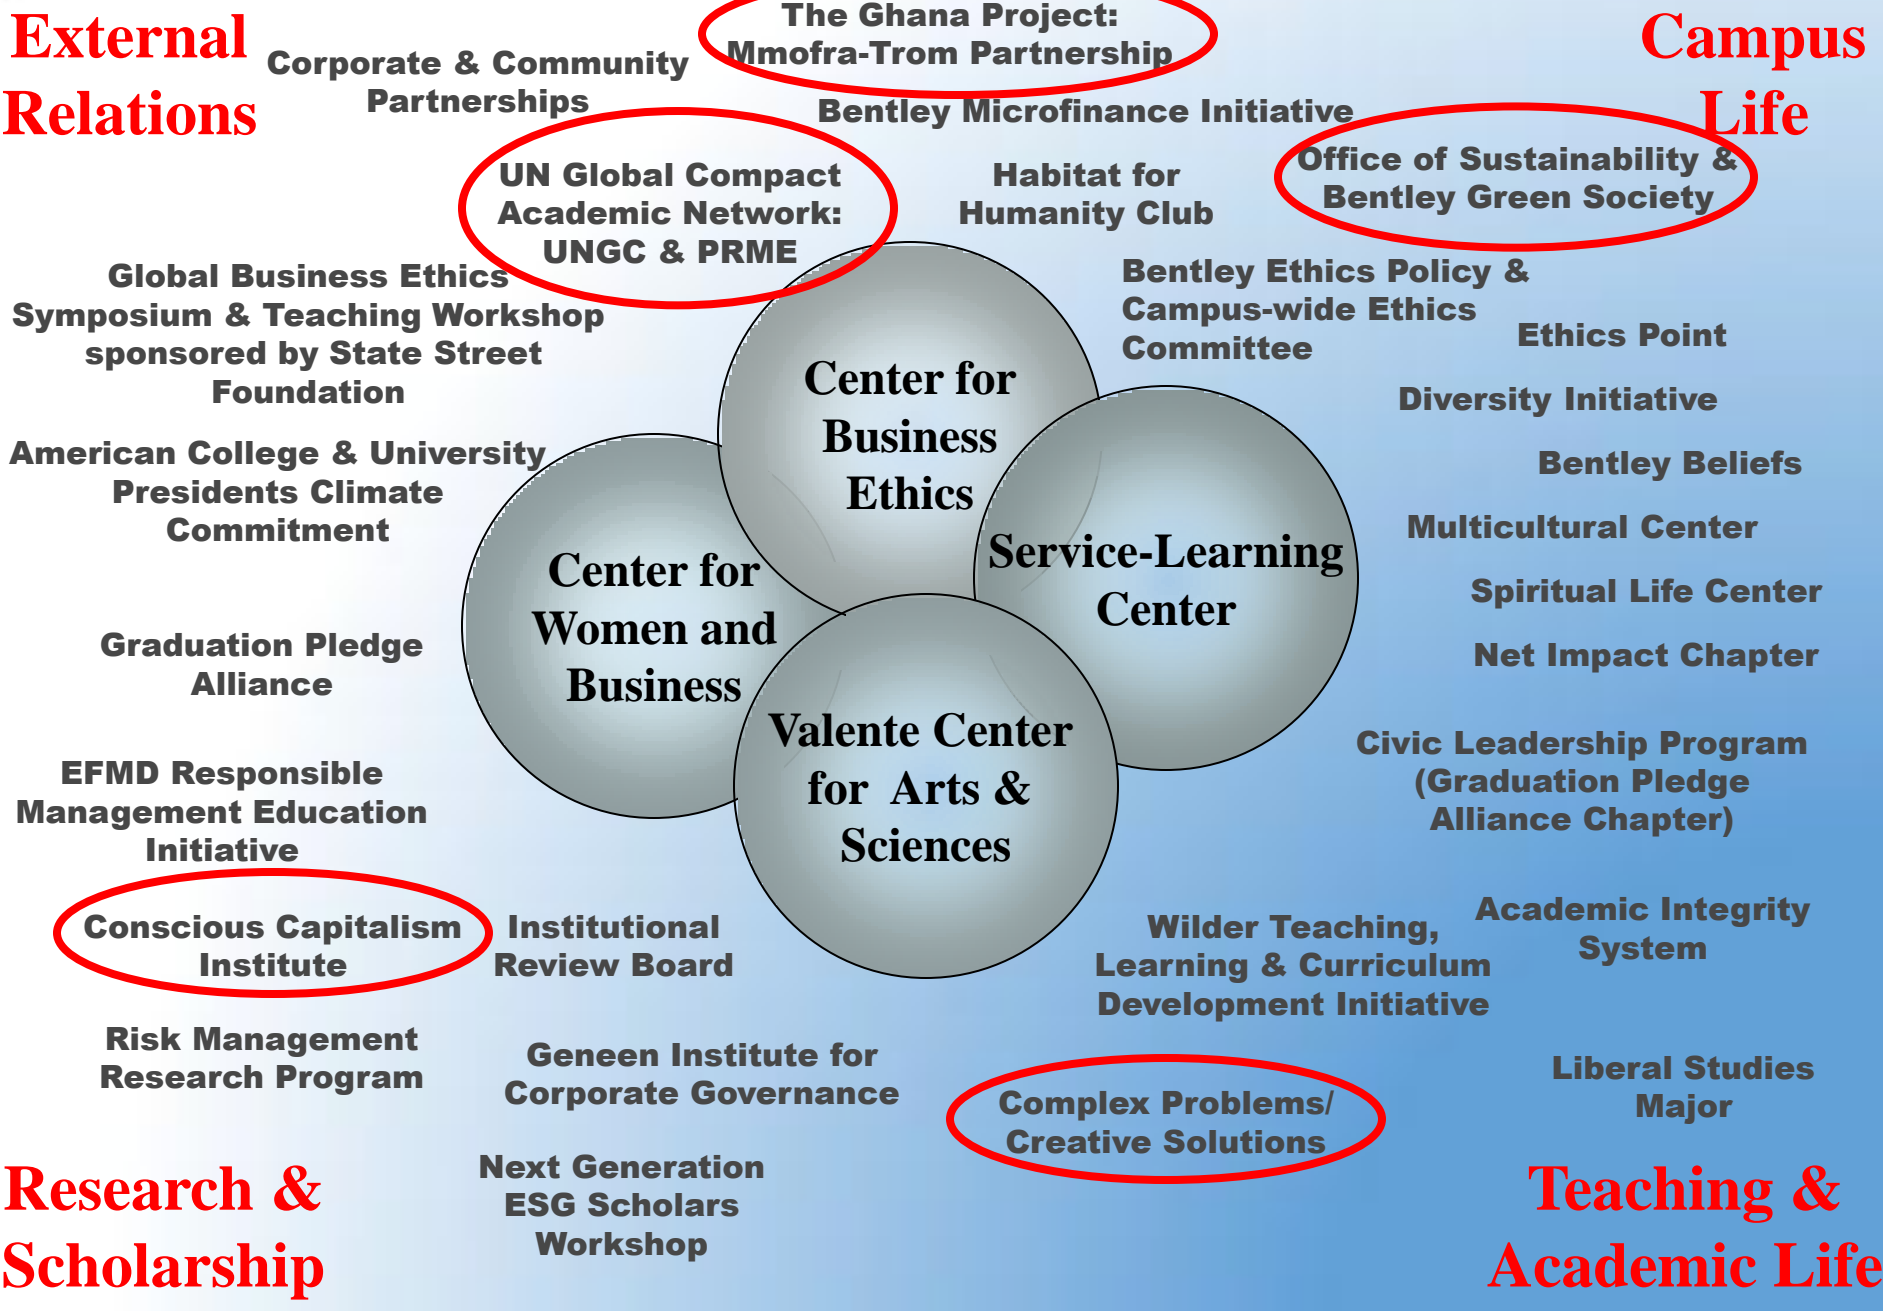 External
Relations
Corporate & Community
Partnerships
The Ghana Project:
Mmofra-Trom Partnership
Bentley Microfinance Initiative
Campus
Life
UN Global Compact
Academic Network:
UNGC & PRME
Habitat for
Humanity Club
Office of Sustainability &
Bentley Green Society
Global Business Ethics
Symposium & Teaching Workshop
sponsored by State Street
Foundation
Bentley Ethics Policy &
Campus-wide Ethics
Committee
Ethics Point
Diversity Initiative
American College & University
Presidents Climate
Commitment
Center for
Business
Ethics
Bentley Beliefs
Multicultural Center
Center for
Women and
Business
Service-Learning
Center
Spiritual Life Center
Net Impact Chapter
Graduation Pledge
Alliance
Valente Center
for Arts &
Sciences
Civic Leadership Program
(Graduation Pledge
Alliance Chapter)
EFMD Responsible
Management Education
Initiative
Conscious Capitalism
Institute
Institutional
Review Board
Wilder Teaching,
Learning & Curriculum
Development Initiative
Academic Integrity
System
Risk Management
Research Program
Geneen Institute for
Corporate Governance
Complex Problems/
Creative Solutions
Liberal Studies
Major
Research &
Scholarship
Next Generation
ESG Scholars
Workshop
Teaching &
Academic Life